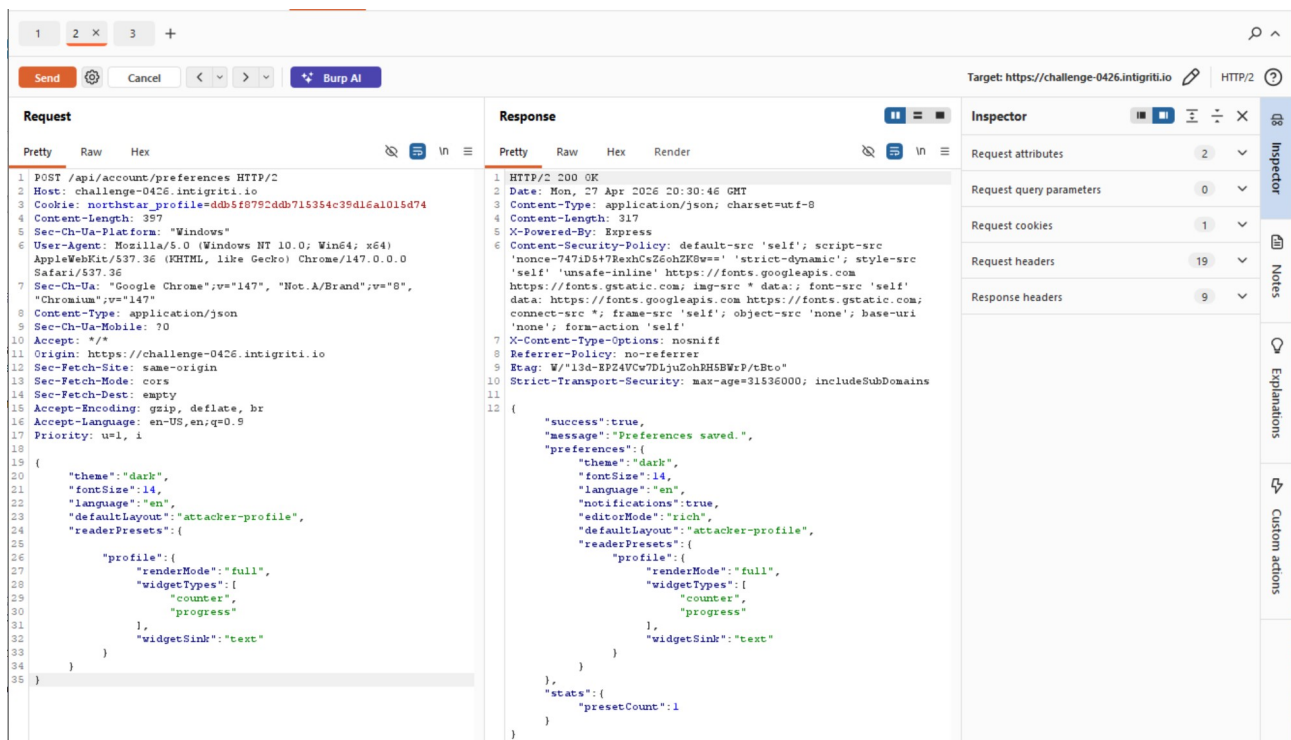 1 2 × 3 +
Send Cancel < > Burp AI Target: https://challenge-0426.intigriti.io HTTP/2 ?
Request
Pretty Raw Hex \n
1 POST /api/account/preferences HTTP/2
2 Host: challenge-0426.intigriti.io
3 Cookie: northstar_profile=ddb5f8792ddb715354c39d16a1015d74
4 Content-Length: 397
5 Sec-Ch-Ua-Platform: "Windows"
6 User-Agent: Mozilla/5.0 (Windows NT 10.0; Win64; x64)
AppleWebKit/537.36 (KHTML, like Gecko) Chrome/147.0.0.0
Safari/537.36
7 Sec-Ch-Ua: "Google Chrome";v="147", "Not.A/Brand";v="8",
"Chromium";v="147"
8 Content-Type: application/json
9 Sec-Ch-Ua-Mobile: ?0
10 Accept: */*
11 Origin: https://challenge-0426.intigriti.io
12 Sec-Fetch-Site: same-origin
13 Sec-Fetch-Mode: cors
14 Sec-Fetch-Dest: empty
15 Accept-Encoding: gzip, deflate, br
16 Accept-Language: en-US,en;q=0.9
17 Priority: u=1, i
18
19 {
20 "theme":"dark",
21 "fontSize":14,
22 "language":"en",
23 "defaultLayout":"attacker-profile",
24 "readerPresets":{
25
26 "profile":{
27 "renderMode":"full",
28 "widgetTypes":[
29 "counter",
30 "progress"
31 ],
32 "widgetSink":"text"
33 }
34 }
35 }
Response
Pretty Raw Hex Render \n
1 HTTP/2 200 OK
2 Date: Mon, 27 Apr 2026 20:30:46 GMT
3 Content-Type: application/json; charset=utf-8
4 Content-Length: 317
5 X-Powered-By: Express
6 Content-Security-Policy: default-src 'self'; script-src
'nonce-747iD5+7RexhCsZ6ohZK8w==' 'strict-dynamic'; style-src
'self' 'unsafe-inline' https://fonts.googleapis.com
https://fonts.gstatic.com; img-src * data:; font-src 'self'
data: https://fonts.googleapis.com https://fonts.gstatic.com;
connect-src *; frame-src 'self'; object-src 'none'; base-uri
'none'; form-action 'self'
7 X-Content-Type-Options: nosniff
8 Referrer-Policy: no-referrer
9 Etag: W/"13d-EPZ4VCw7DLjuZohRH5BWrP/tBto"
10 Strict-Transport-Security: max-age=31536000; includeSubDomains
11
12 {
"success":true,
"message":"Preferences saved.",
"preferences":{
"theme":"dark",
"fontSize":14,
"language":"en",
"notifications":true,
"editorMode":"rich",
"defaultLayout":"attacker-profile",
"readerPresets":{
"profile":{
"renderMode":"full",
"widgetTypes":[
"counter",
"progress"
],
"widgetSink":"text"
}
}
},
"stats":{
"presetCount":1
}
}
Inspector
Request attributes 2
Request query parameters 0
Request cookies 1
Request headers 19
Response headers 9
Inspector
Notes
Explanations
Custom actions